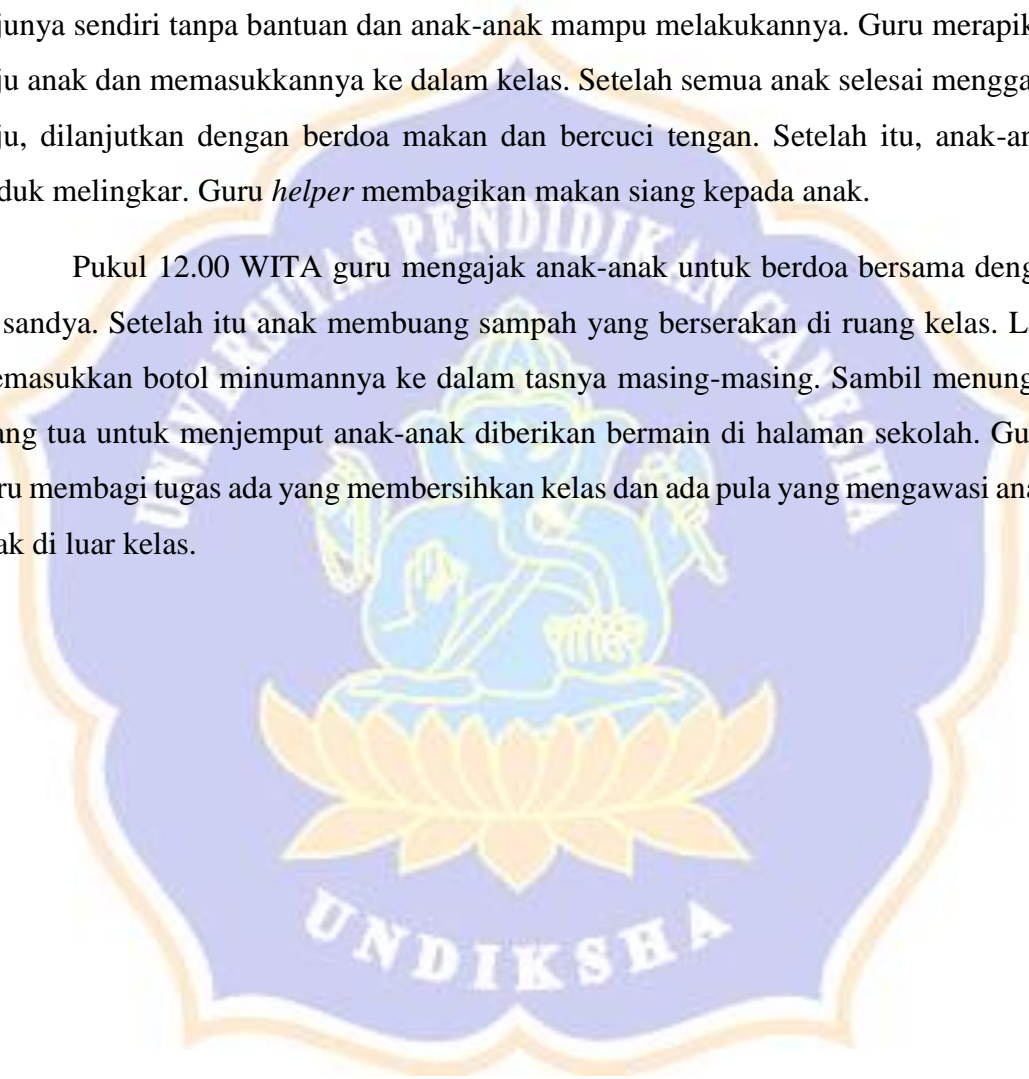 junya sendiri tanpa bantuan dan anak-anak mampu melakukannya. Guru merapik
ju anak dan memasukkannya ke dalam kelas. Setelah semua anak selesai mengga
ju, dilanjutkan dengan berdoa makan dan bercuci tengan. Setelah itu, anak-an
duk melingkar. Guru helper membagikan makan siang kepada anak.
Pukul 12.00 WITA guru mengajak anak-anak untuk berdoa bersama deng
sandya. Setelah itu anak membuang sampah yang berserakan di ruang kelas. La
emasukkan botol minumannya ke dalam tasnya masing-masing. Sambil menung
ang tua untuk menjemput anak-anak diberikan bermain di halaman sekolah. Gu
ru membagi tugas ada yang membersihkan kelas dan ada pula yang mengawasi ana
ak di luar kelas.
UNIVERSITAS PENDIDIKAN GANESHA
UNDIKSHA